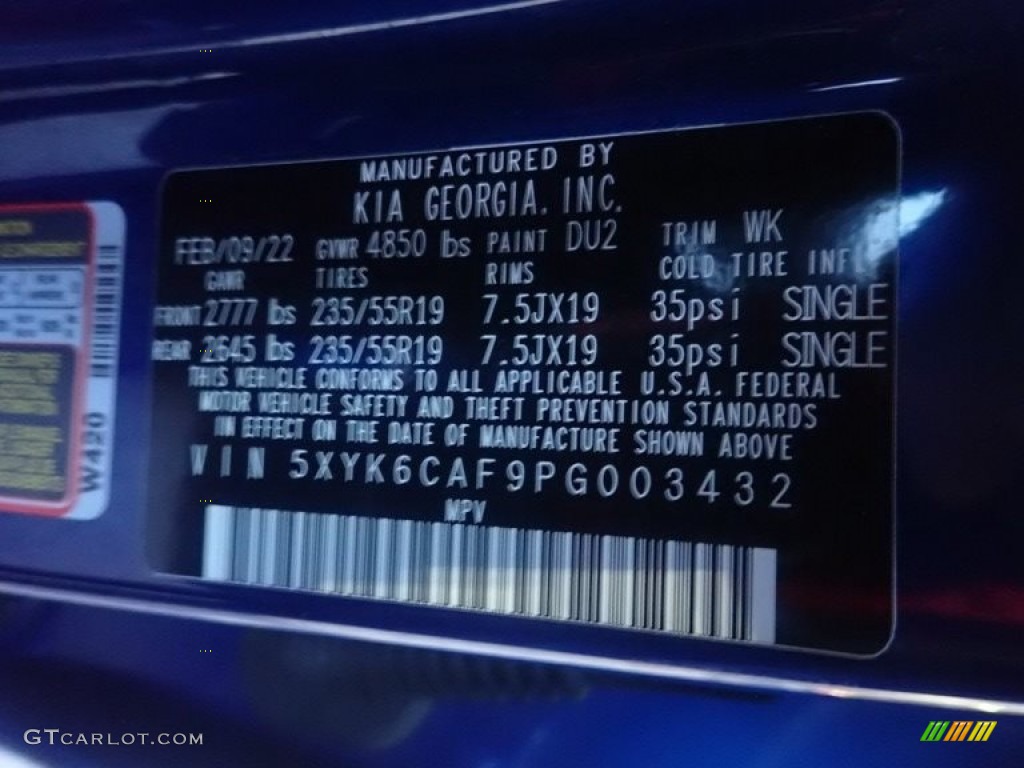 MANUFACTURED BY
KIA GEORGIA. INC.
FEB/09/22 GVWR 4850 lbs PAINT DU2 TRIM WK
GAWR TIRES RIMS COLD TIRE INF
FRONT 2777 lbs 235/55R19 7.5JX19 35psi SINGLE
REAR 2645 lbs 235/55R19 7.5JX19 35psi SINGLE
THIS VEHICLE CONFORMS TO ALL APPLICABLE U.S.A. FEDERAL
MOTOR VEHICLE SAFETY AND THEFT PREVENTION STANDARDS
IN EFFECT ON THE DATE OF MANUFACTURE SHOWN ABOVE
VIN 5XYK6CAF9PG003432
MPV
W420
GTCARLOT.COM